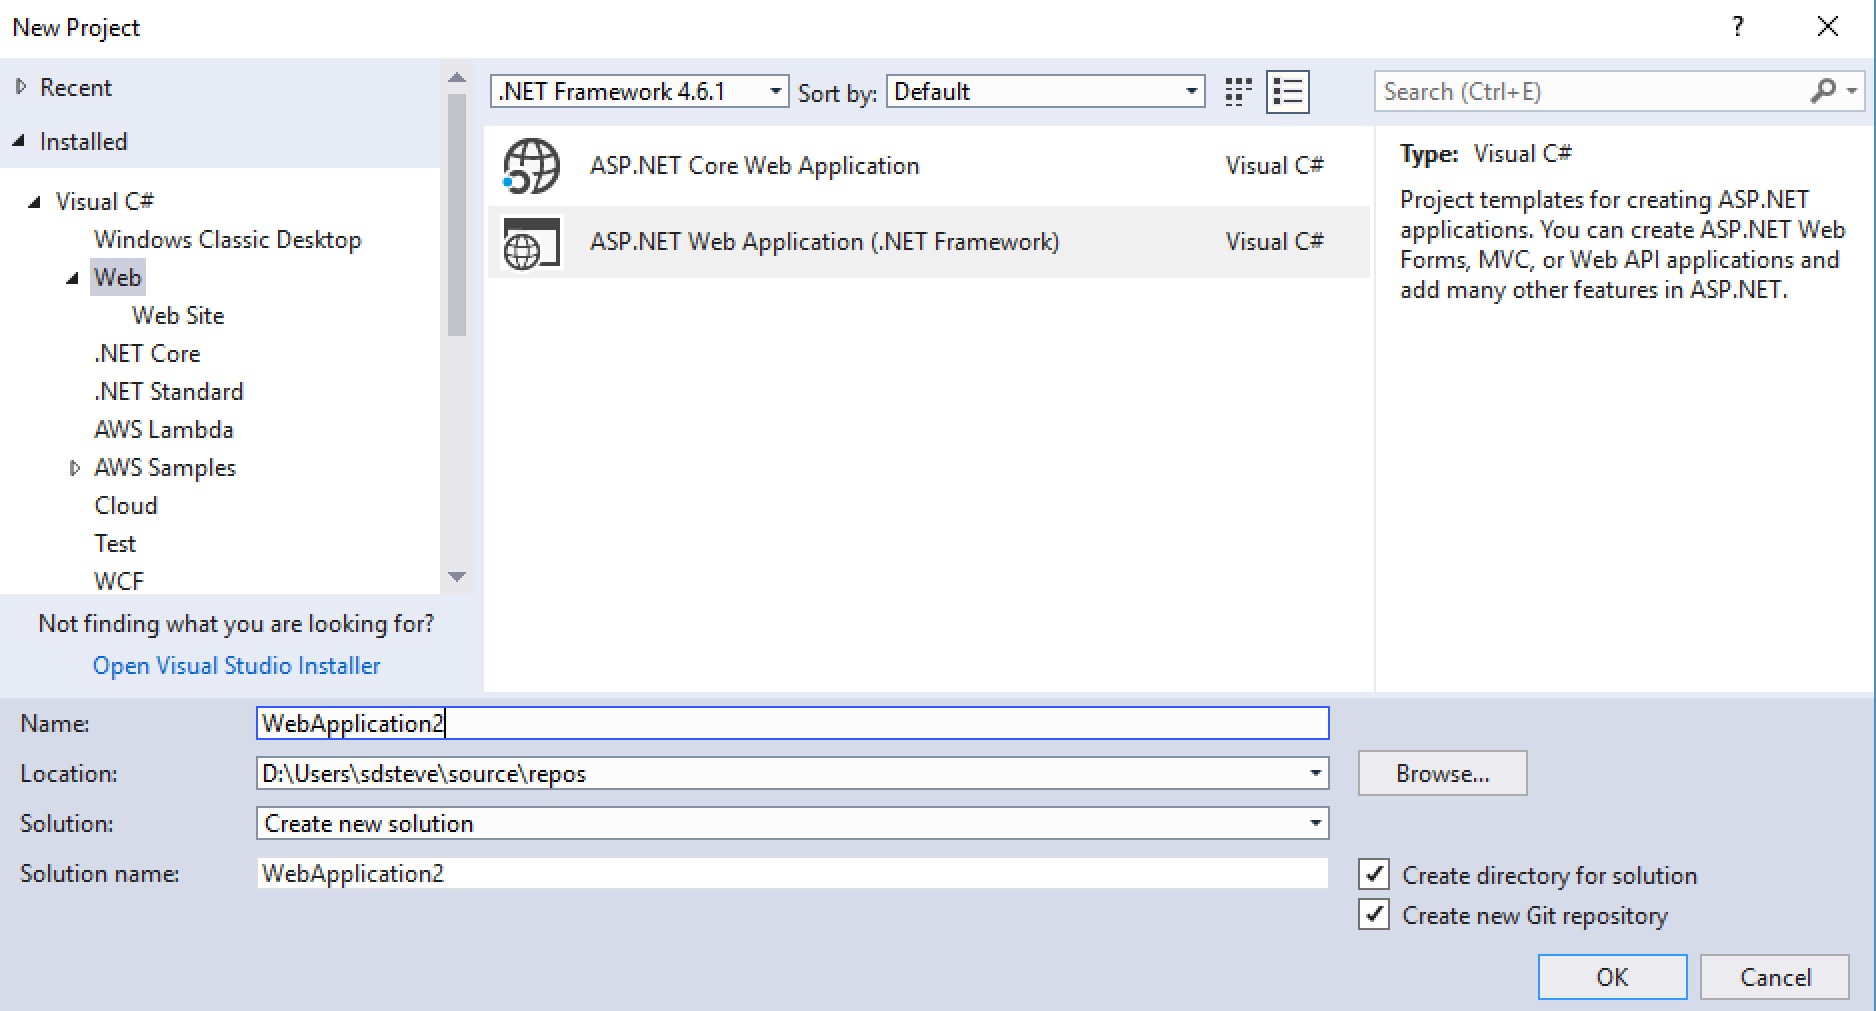 New Project
?
Recent
Installed
Visual C#
Windows Classic Desktop
Web
Web Site
.NET Core
.NET Standard
AWS Lambda
AWS Samples
Cloud
Test
WCF
Not finding what you are looking for?
Open Visual Studio Installer
.NET Framework 4.6.1 Sort by: Default
Search (Ctrl+E)
ASP.NET Core Web Application Visual C#
ASP.NET Web Application (.NET Framework) Visual C#
Type: Visual C#
Project templates for creating ASP.NET
applications. You can create ASP.NET Web
Forms, MVC, or Web API applications and
add many other features in ASP.NET.
Name: WebApplication2
Location: D:\Users\sdsteve\source\repos
Browse...
Solution: Create new solution
Solution name: WebApplication2
Create directory for solution
Create new Git repository
OK Cancel